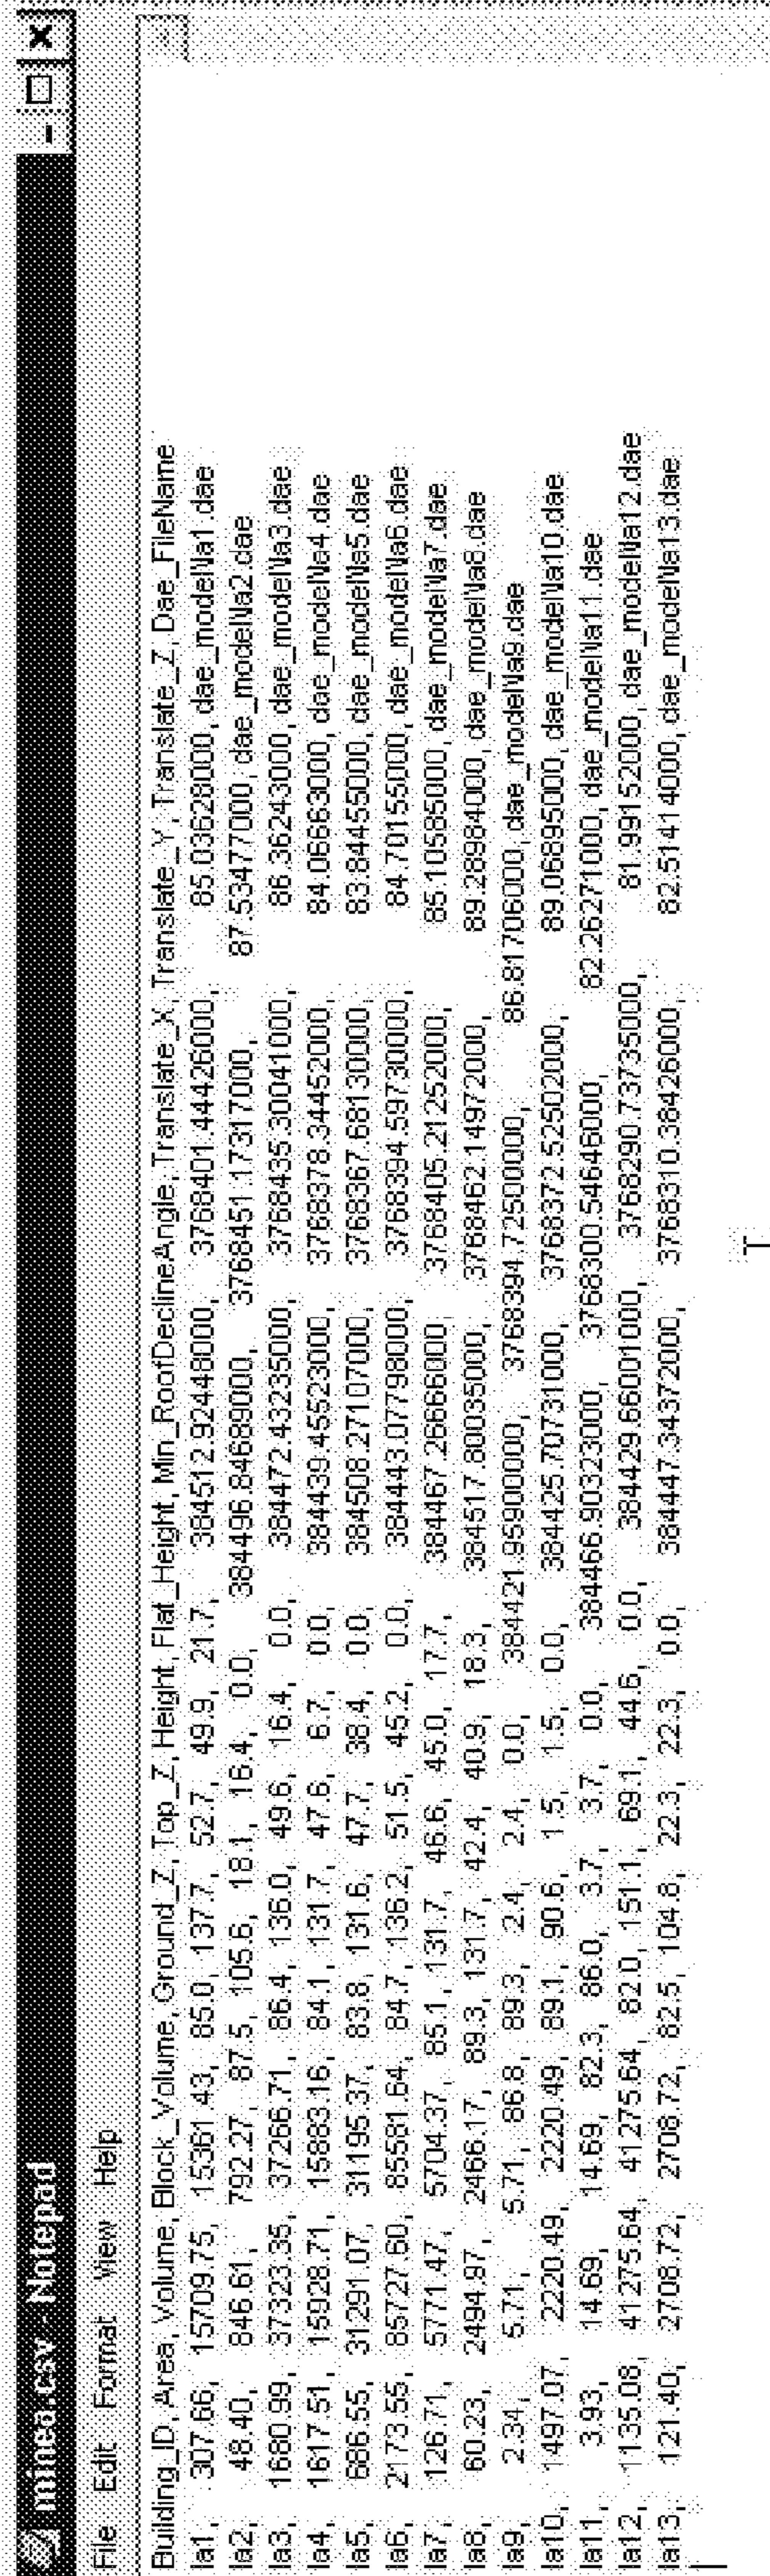 minea.csv - Notepad
File Edit Format View Help
Building_ID, Area, Volume, Block_Volume, Ground_Z, Top_Z, Height, Flat_Height, Min_RoofDeclineAngle, Translate_X, Translate_Y, Translate_Z, Dae_FileName
la1, 307.66, 15709.75, 15361.43, 85.0, 137.7, 52.7, 49.9, 21.7, 384512.92448000, 3768401.44426000, 85.03628000, dae_model\la1.dae
la2, 48.40, 846.61, 792.27, 87.5, 105.6, 18.1, 16.4, 0.0, 384496.84689000, 3768451.17317000, 87.53477000, dae_model\la2.dae
la3, 1680.99, 37323.35, 37266.71, 86.4, 136.0, 49.6, 16.4, 0.0, 384472.43235000, 3768435.30041000, 86.36243000, dae_model\la3.dae
la4, 1617.51, 15928.71, 15883.16, 84.1, 131.7, 47.6, 6.7, 0.0, 384439.45523000, 3768378.34452000, 84.06663000, dae_model\la4.dae
la5, 686.55, 31291.07, 31195.37, 83.8, 131.6, 47.7, 38.4, 0.0, 384508.27107000, 3768367.68130000, 83.84455000, dae_model\la5.dae
la6, 2173.55, 85727.60, 85581.64, 84.7, 136.2, 51.5, 45.2, 0.0, 384443.07798000, 3768394.59730000, 84.70155000, dae_model\la6.dae
la7, 126.71, 5771.47, 5704.37, 85.1, 131.7, 46.6, 45.0, 17.7, 384467.26666000, 3768405.21252000, 85.10585000, dae_model\la7.dae
la8, 60.23, 2494.97, 2466.17, 89.3, 131.7, 42.4, 40.9, 18.3, 384517.80035000, 3768462.14972000, 89.28984000, dae_model\la8.dae
la9, 2.34, 5.71, 5.71, 86.8, 89.3, 2.4, 2.4, 0.0, 384421.95900000, 3768394.72500000, 86.81706000, dae_model\la9.dae
la10, 1497.07, 2220.49, 2220.49, 89.1, 90.6, 1.5, 1.5, 0.0, 384425.70731000, 3768372.52502000, 89.06895000, dae_model\la10.dae
la11, 3.93, 14.69, 14.69, 82.3, 86.0, 3.7, 3.7, 0.0, 384466.90323000, 3768300.54646000, 82.26271000, dae_model\la11.dae
la12, 1135.08, 41275.64, 41275.64, 82.0, 151.1, 69.1, 44.6, 0.0, 384429.66001000, 3768290.73735000, 81.99152000, dae_model\la12.dae
la13, 121.40, 2708.72, 2708.72, 82.5, 104.8, 22.3, 22.3, 0.0, 384447.34372000, 3768310.38426000, 82.51414000, dae_model\la13.dae